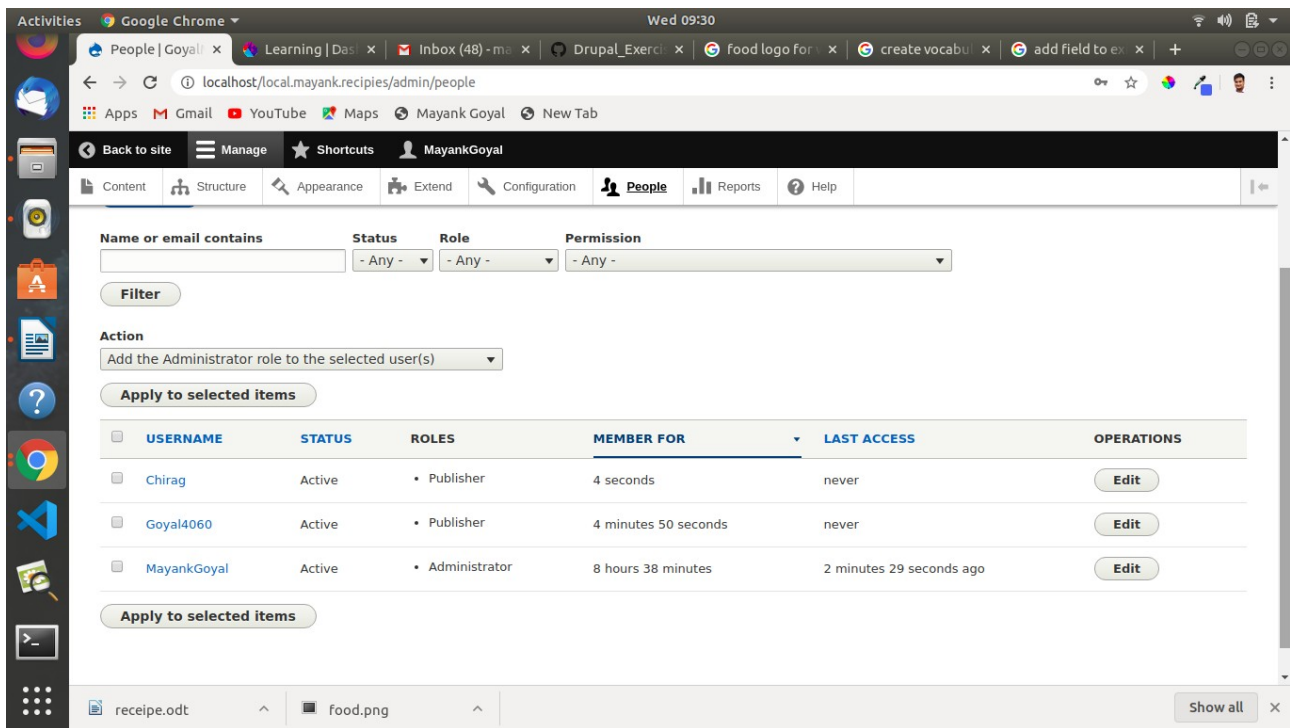 Activities Google Chrome Wed 09:30
People | Goyal Learning | Das Inbox (48) - ma Drupal_Exerci food logo for create vocabul add field to ex
localhost/local.mayank.recipies/admin/people
Apps Gmail YouTube Maps Mayank Goyal New Tab
Back to site Manage Shortcuts MayankGoyal
Content Structure Appearance Extend Configuration People Reports Help
Name or email contains Status Role Permission
- Any - - Any - - Any -
Filter
Action
Add the Administrator role to the selected user(s)
Apply to selected items
USERNAME STATUS ROLES MEMBER FOR LAST ACCESS OPERATIONS
Chirag Active • Publisher 4 seconds never Edit
Goyal4060 Active • Publisher 4 minutes 50 seconds never Edit
MayankGoyal Active • Administrator 8 hours 38 minutes 2 minutes 29 seconds ago Edit
Apply to selected items
receipe.odt food.png Show all